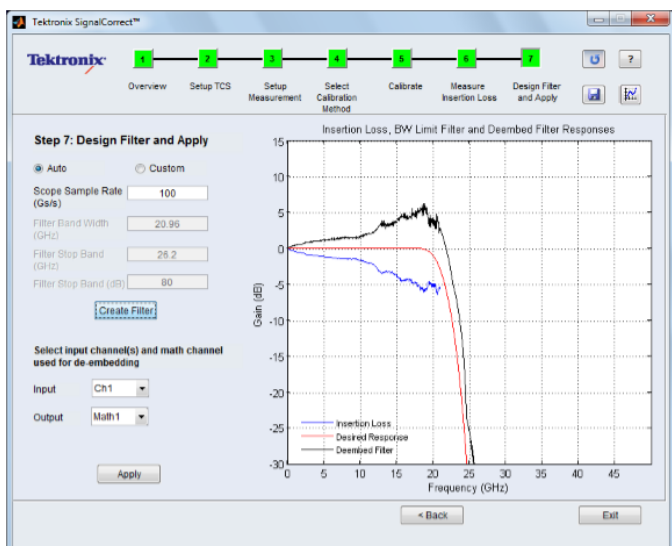 Tektronix SignalCorrect™
Tektronix
1 2 3 4 5 6 7
?
Overview
Setup TCS
Setup
Measurement
Select
Calibration
Method
Calibrate
Measure
Insertion Loss
Design Filter
and Apply
Step 7: Design Filter and Apply
Auto
Custom
Scope Sample Rate
(Gs/s)
100
Filter Band Width
(GHz)
20.96
Filter Stop Band
(GHz)
26.2
Filter Stop Band (dB)
80
Create Filter
Select input channel(s) and math channel
used for de-embedding
Input
Ch1
Output
Math1
Apply
Insertion Loss, BW Limit Filter and Deembed Filter Responses
15
10
5
0
-5
-10
-15
-20
-25
-30
Gain (dB)
Insertion Loss
Desired Response
Deembed Filter
0 5 10 15 20 25 30 35 40 45
Frequency (GHz)
< Back
Exit